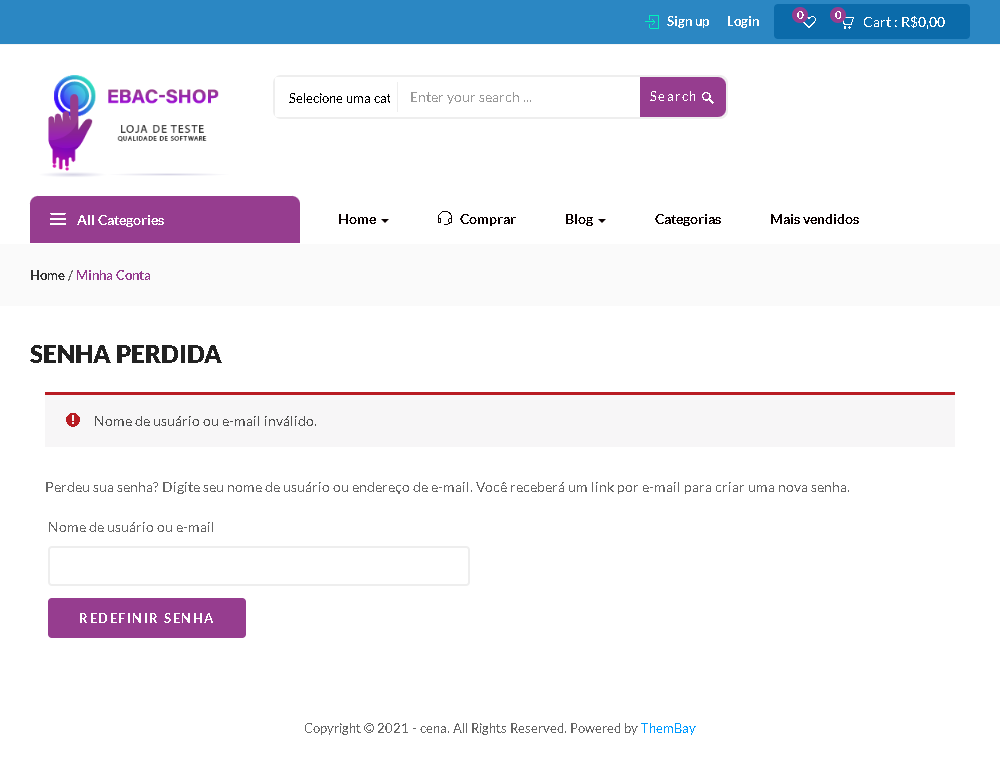 Sign up Login 0 0 Cart : R$0,00
EBAC-SHOP
LOJA DE TESTE
QUALIDADE DE SOFTWARE
Selecione uma cat Enter your search ... Search
All Categories Home Comprar Blog Categorias Mais vendidos
Home / Minha Conta
SENHA PERDIDA
Nome de usuário ou e-mail inválido.
Perdeu sua senha? Digite seu nome de usuário ou endereço de e-mail. Você receberá um link por e-mail para criar uma nova senha.
Nome de usuário ou e-mail
REDEFINIR SENHA
Copyright © 2021 - cena. All Rights Reserved. Powered by ThemBay